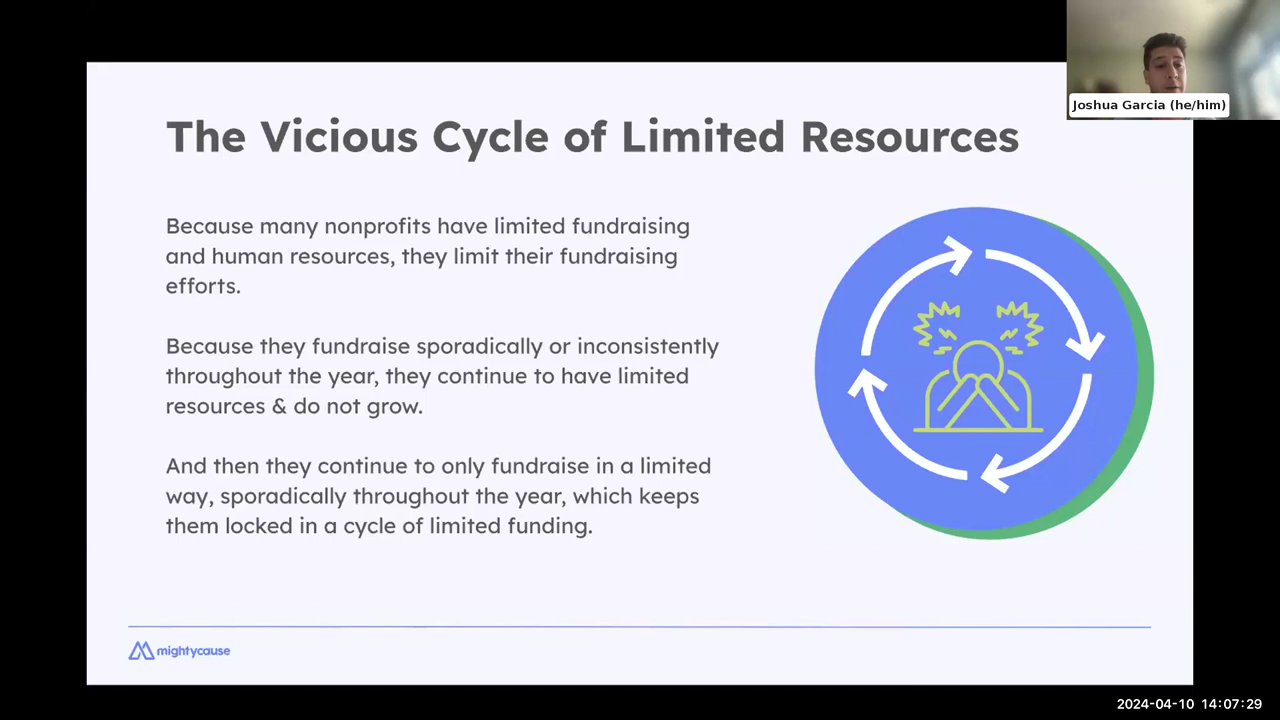 Joshua Garcia (he/him)
The Vicious Cycle of Limited Resources
Because many nonprofits have limited fundraising
and human resources, they limit their fundraising
efforts.
Because they fundraise sporadically or inconsistently
throughout the year, they continue to have limited
resources & do not grow.
And then they continue to only fundraise in a limited
way, sporadically throughout the year, which keeps
them locked in a cycle of limited funding.
mightycause
2024-04-10 14:07:29